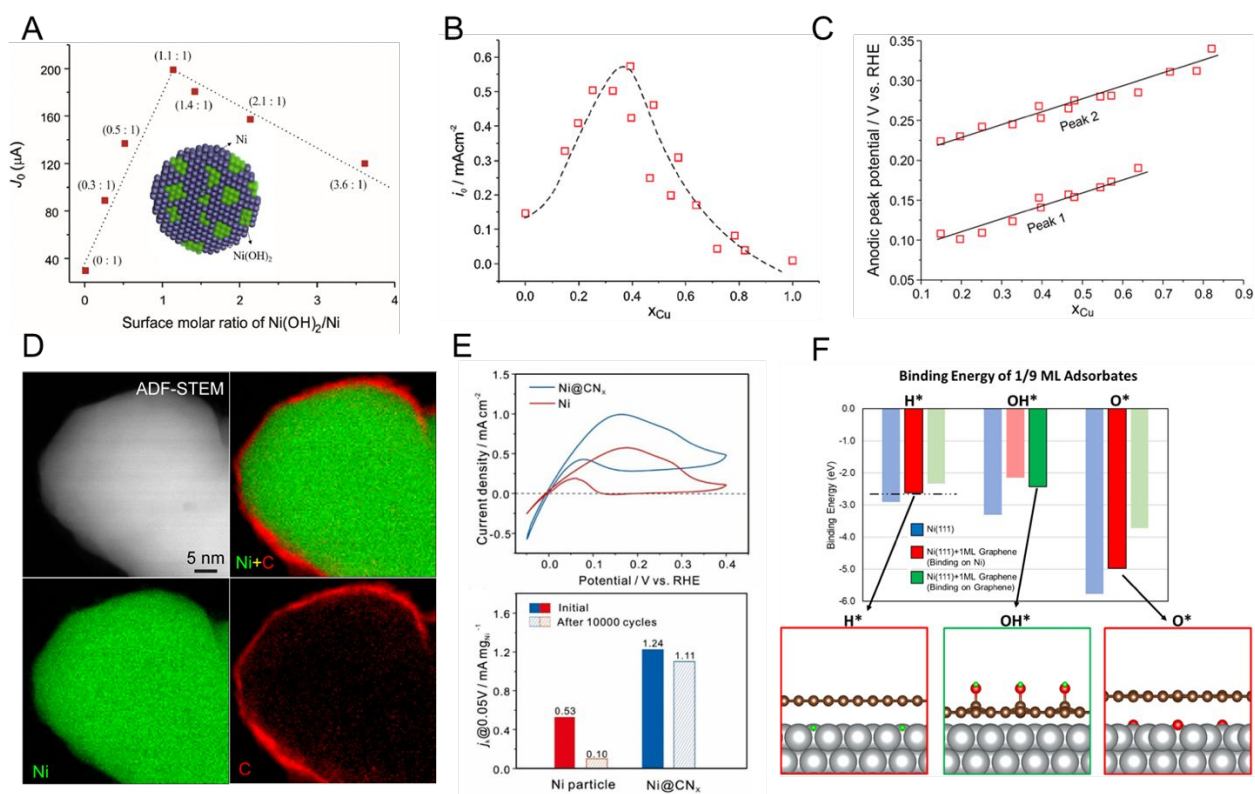 A
200
160
120
80
40
J₀ (μA)
(1.1 : 1)
(1.4 : 1)
(2.1 : 1)
(0.5 : 1)
(0.3 : 1)
(3.6 : 1)
(0 : 1)
Ni
Ni(OH)₂
0 1 2 3 4
Surface molar ratio of Ni(OH)₂/Ni
B
0.6
0.5
0.4
0.3
0.2
0.1
0.0
i₀ / mAcm⁻²
0.0 0.2 0.4 0.6 0.8 1.0
xCu
C
0.35
0.30
0.25
0.20
0.15
0.10
0.05
Anodic peak potential / V vs. RHE
Peak 2
Peak 1
0.1 0.2 0.3 0.4 0.5 0.6 0.7 0.8 0.9
xCu
D
ADF-STEM
5 nm
Ni+C
Ni
C
E
Ni@CNₓ
Ni
1.5
1.0
0.5
0.0
-0.5
Current density / mA cm⁻²
0.0 0.1 0.2 0.3 0.4
Potential / V vs. RHE
Initial
After 10000 cycles
1.6
1.2
0.8
0.4
0.0
jₖ@0.05V / mA mgNi⁻¹
0.53
0.10
1.24
1.11
Ni particle Ni@CNₓ
F
Binding Energy of 1/9 ML Adsorbates
H* OH* O*
0.0
-1.0
-2.0
-3.0
-4.0
-5.0
-6.0
Binding Energy (eV)
Ni(111)
Ni(111)+1ML Graphene
(Binding on Ni)
Ni(111)+1ML Graphene
(Binding on Graphene)
H* OH* O*